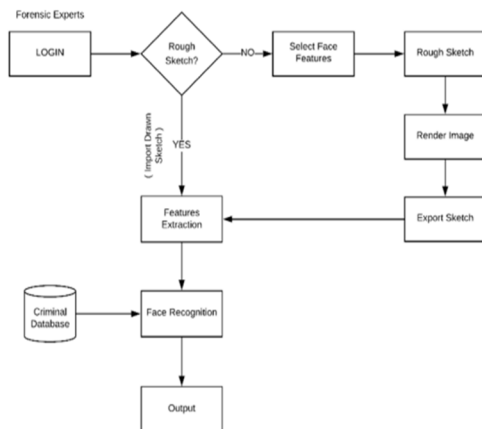 Forensic Experts
LOGIN
Rough
Sketch?
NO
Select Face
Features
Rough Sketch
Render Image
Export Sketch
YES
( Import Drawn
Sketch )
Features
Extraction
Criminal
Database
Face Recognition
Output